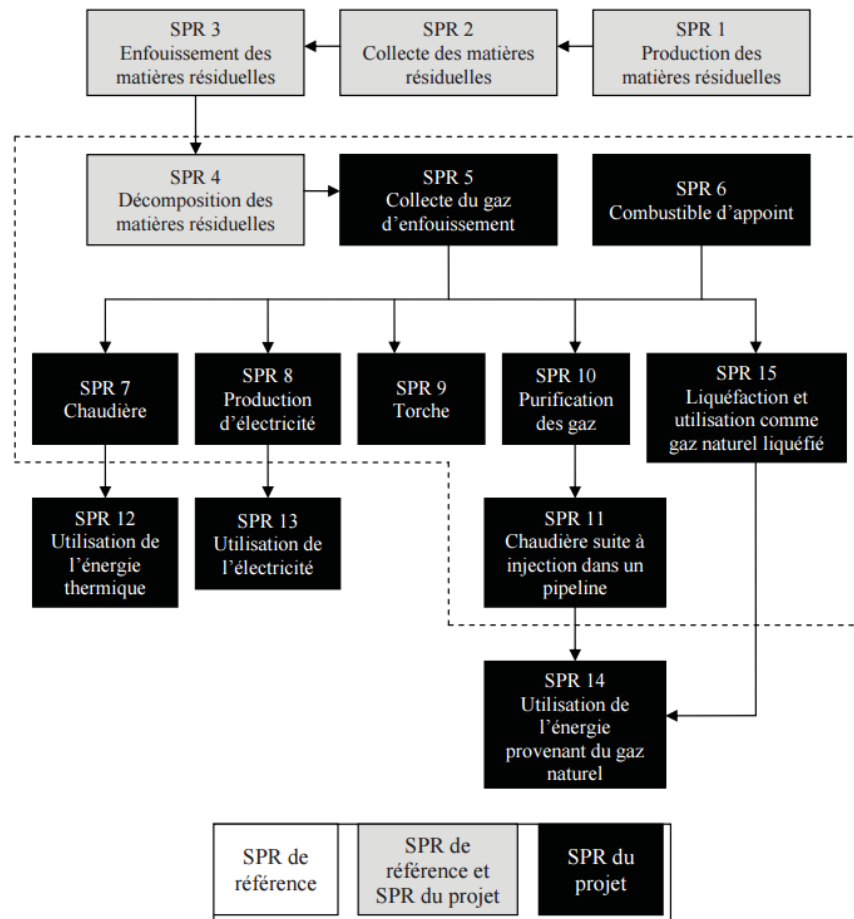 SPR 3
Enfouissement des
matières résiduelles
SPR 2
Collecte des matières
résiduelles
SPR 1
Production des
matières résiduelles
SPR 4
Décomposition des
matières résiduelles
SPR 5
Collecte du gaz
d’enfouissement
SPR 6
Combustible d’appoint
SPR 7
Chaudière
SPR 8
Production
d’électricité
SPR 9
Torche
SPR 10
Purification
des gaz
SPR 15
Liquéfaction et
utilisation comme
gaz naturel liquéfié
SPR 12
Utilisation de
l’énergie
thermique
SPR 13
Utilisation de
l’électricité
SPR 11
Chaudière suite à
injection dans un
pipeline
SPR 14
Utilisation de
l’énergie
provenant du gaz
naturel
SPR de
référence
SPR de
référence et
SPR du projet
SPR du
projet